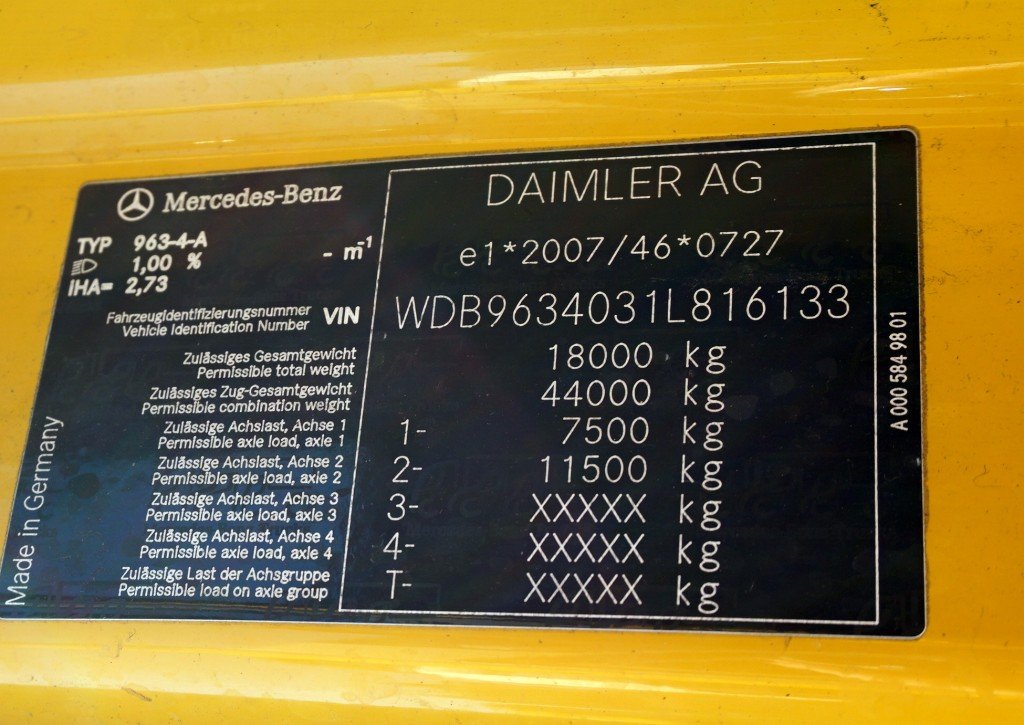 Mercedes-Benz
TYP 963-4-A
1,00 % - m-1
iHA= 2,73
DAIMLER AG
e1*2007/46*0727
Fahrzeugidentifizierungsnummer
Vehicle Identification Number VIN WDB9634031L816133
Zulässiges Gesamtgewicht
Permissible total weight 18000 kg
Zulässiges Zug-Gesamtgewicht
Permissible combination weight 44000 kg
Zulässige Achslast, Achse 1
Permissible axle load, axle 1 1- 7500 kg
Zulässige Achslast, Achse 2
Permissible axle load, axle 2 2- 11500 kg
Zulässige Achslast, Achse 3
Permissible axle load, axle 3 3- XXXXX kg
Zulässige Achslast, Achse 4
Permissible axle load, axle 4 4- XXXXX kg
Zulässige Last der Achsgruppe
Permissible load on axle group T- XXXXX kg
Made in Germany
A 000 584 98 01